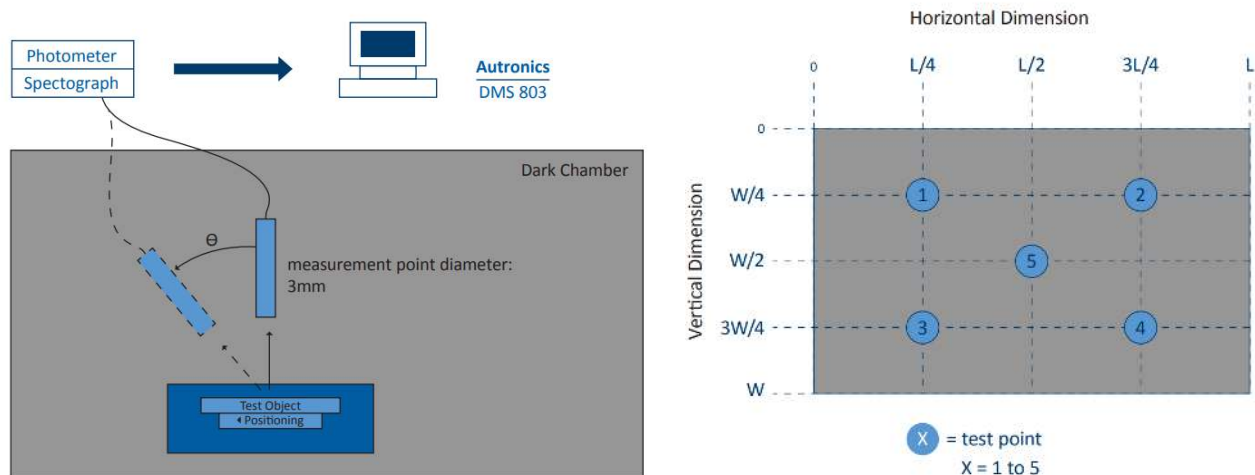 Photometer
Spectograph
Autronics
DMS 803
Dark Chamber
Θ
measurement point diameter:
3mm
Test Object
Positioning
Horizontal Dimension
0 L/4 L/2 3L/4 L
Vertical Dimension
0
W/4
W/2
3W/4
W
1 2
5
3 4
X = test point
X = 1 to 5